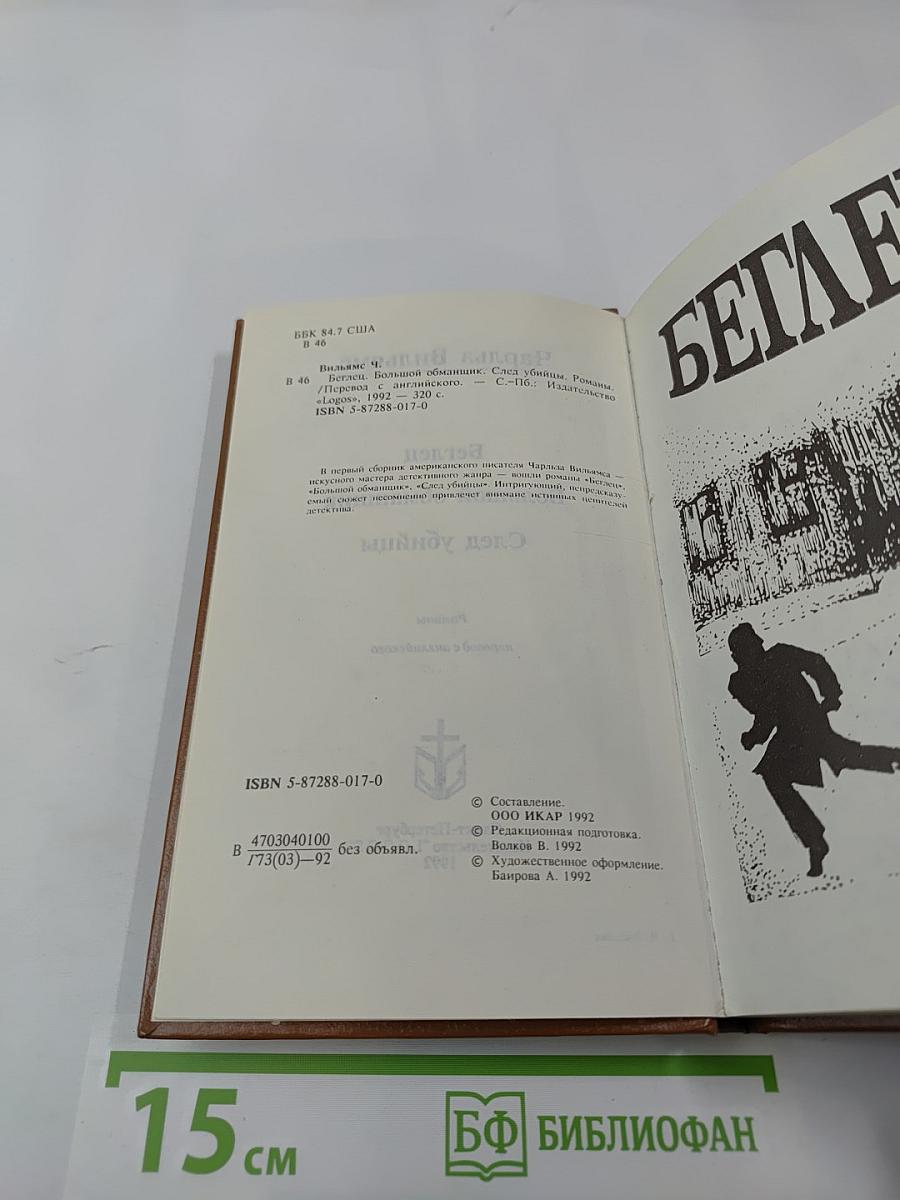 ББК 84.7 США
В 46
Вильямс Ч.
В 46 Беглец. Большой обманщик. След убийцы. Романы.
/Перевод с английского. — С.-Пб.: Издательство
«Logos», 1992 — 320 с.
ISBN 5-87288-017-0
В первый сборник американского писателя Чарльза Вильямса —
искусного мастера детективного жанра — вошли романы «Беглец»,
«Большой обманщик», «След убийцы». Интригующий, непредсказу-
емый сюжет несомненно привлечет внимание истинных ценителей
детектива.
ISBN 5-87288-017-0
В 4703040100
/73(03)—92 без объявл.
© Составление.
ООО ИКАР 1992
© Редакционная подготовка.
Волков В. 1992
© Художественное оформление.
Баирова А. 1992
БЕГЛЕ
15 см
БФ БИБЛИОФАН